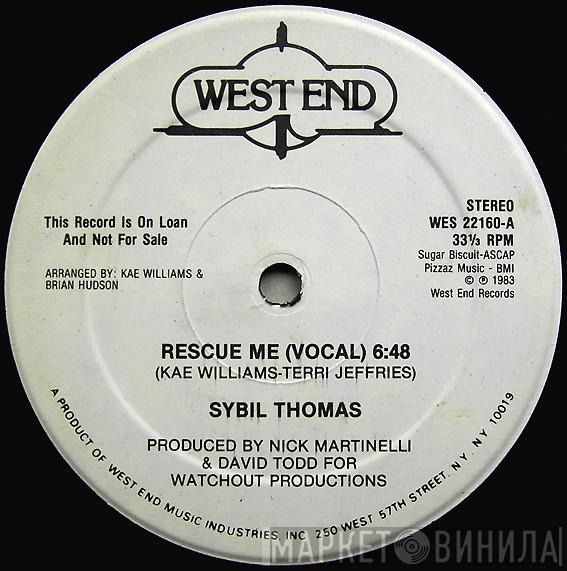 WEST END
This Record Is On Loan
And Not For Sale
ARRANGED BY: KAE WILLIAMS &
BRIAN HUDSON
STEREO
WES 22160-A
33⅓ RPM
Sugar Biscuit-ASCAP
Pizzaz Music - BMI
© ℗ 1983
West End Records
RESCUE ME (VOCAL) 6:48
(KAE WILLIAMS-TERRI JEFFRIES)
SYBIL THOMAS
PRODUCED BY NICK MARTINELLI
& DAVID TODD FOR
WATCHOUT PRODUCTIONS
A PRODUCT OF WEST END MUSIC INDUSTRIES, INC. 250 WEST 57TH STREET. N.Y. NY 10019
МАРКЕТ ВИНИЛА